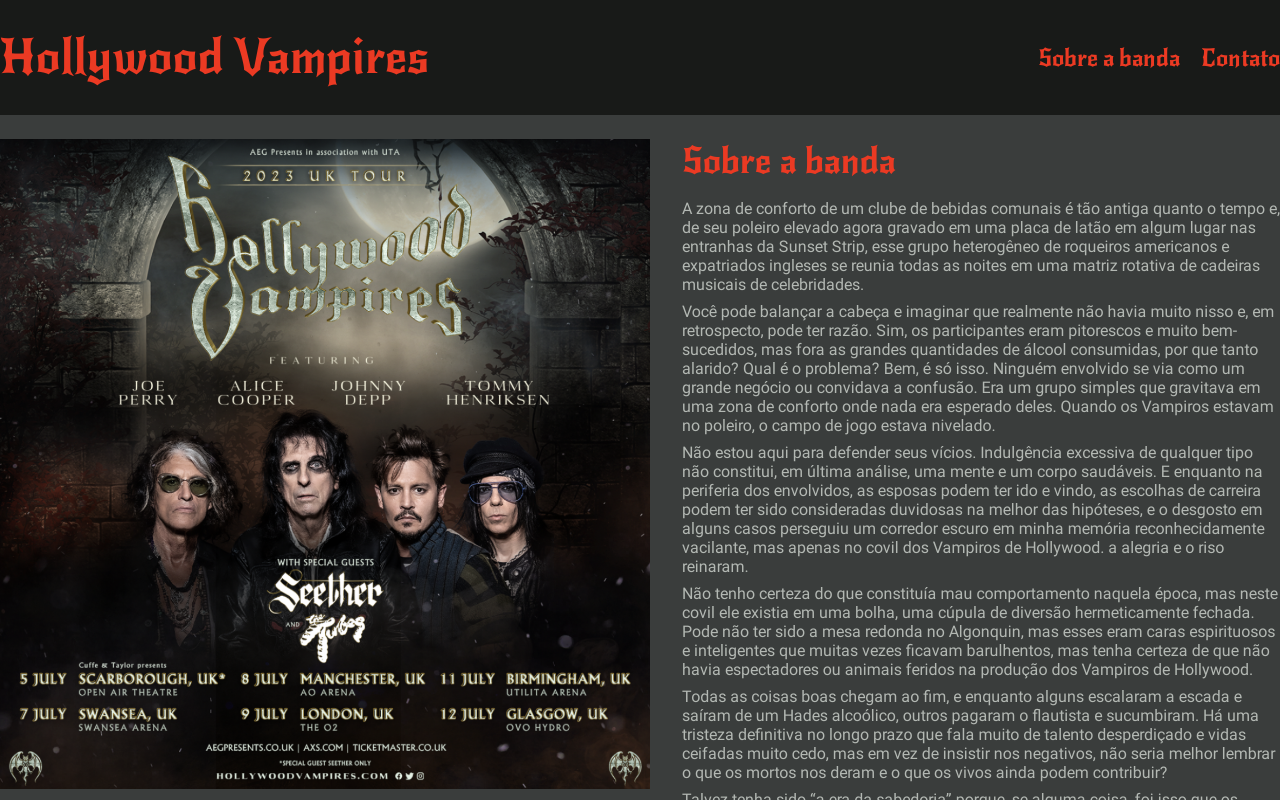 Hollywood Vampires
Sobre a banda
Contato
AEG Presents in association with UTA
2023 UK TOUR
Hollywood
Vampires
FEATURING
JOE PERRY
ALICE COOPER
JOHNNY DEPP
TOMMY HENRIKSEN
WITH SPECIAL GUESTS
Seether
AND The Tubes
Cuffe & Taylor presents
5 JULY SCARBOROUGH, UK*
OPEN AIR THEATRE
8 JULY MANCHESTER, UK
AO ARENA
11 JULY BIRMINGHAM, UK
UTILITA ARENA
7 JULY SWANSEA, UK
SWANSEA ARENA
9 JULY LONDON, UK
THE O2
12 JULY GLASGOW, UK
OVO HYDRO
AEGPRESENTS.CO.UK | AXS.COM | TICKETMASTER.CO.UK
*SPECIAL GUEST SEETHER ONLY
HOLLYWOODVAMPIRES.COM
Sobre a banda
A zona de conforto de um clube de bebidas comunais é tão antiga quanto o tempo e,
de seu poleiro elevado agora gravado em uma placa de latão em algum lugar nas
entranhas da Sunset Strip, esse grupo heterogêneo de roqueiros americanos e
expatriados ingleses se reunia todas as noites em uma matriz rotativa de cadeiras
musicais de celebridades.
Você pode balançar a cabeça e imaginar que realmente não havia muito nisso e, em
retrospecto, pode ter razão. Sim, os participantes eram pitorescos e muito bem-
sucedidos, mas fora as grandes quantidades de álcool consumidas, por que tanto
alarido? Qual é o problema? Bem, é só isso. Ninguém envolvido se via como um
grande negócio ou convidava a confusão. Era um grupo simples que gravitava em
uma zona de conforto onde nada era esperado deles. Quando os Vampiros estavam
no poleiro, o campo de jogo estava nivelado.
Não estou aqui para defender seus vícios. Indulgência excessiva de qualquer tipo
não constitui, em última análise, uma mente e um corpo saudáveis. E enquanto na
periferia dos envolvidos, as esposas podem ter ido e vindo, as escolhas de carreira
podem ter sido consideradas duvidosas na melhor das hipóteses, e o desgosto em
alguns casos perseguiu um corredor escuro em minha memória reconhecidamente
vacilante, mas apenas no covil dos Vampiros de Hollywood. a alegria e o riso
reinaram.
Não tenho certeza do que constituía mau comportamento naquela época, mas neste
covil ele existia em uma bolha, uma cúpula de diversão hermeticamente fechada.
Pode não ter sido a mesa redonda no Algonquin, mas esses eram caras espirituosos
e inteligentes que muitas vezes ficavam barulhentos, mas tenha certeza de que não
havia espectadores ou animais feridos na produção dos Vampiros de Hollywood.
Todas as coisas boas chegam ao fim, e enquanto alguns escalaram a escada e
saíram de um Hades alcoólico, outros pagaram o flautista e sucumbiram. Há uma
tristeza definitiva no longo prazo que fala muito de talento desperdiçado e vidas
ceifadas muito cedo, mas em vez de insistir nos negativos, não seria melhor lembrar
o que os mortos nos deram e o que os vivos ainda podem contribuir?
Talvez tenha sido “a era da sabedoria” porque, se alguma coisa, foi isso que os